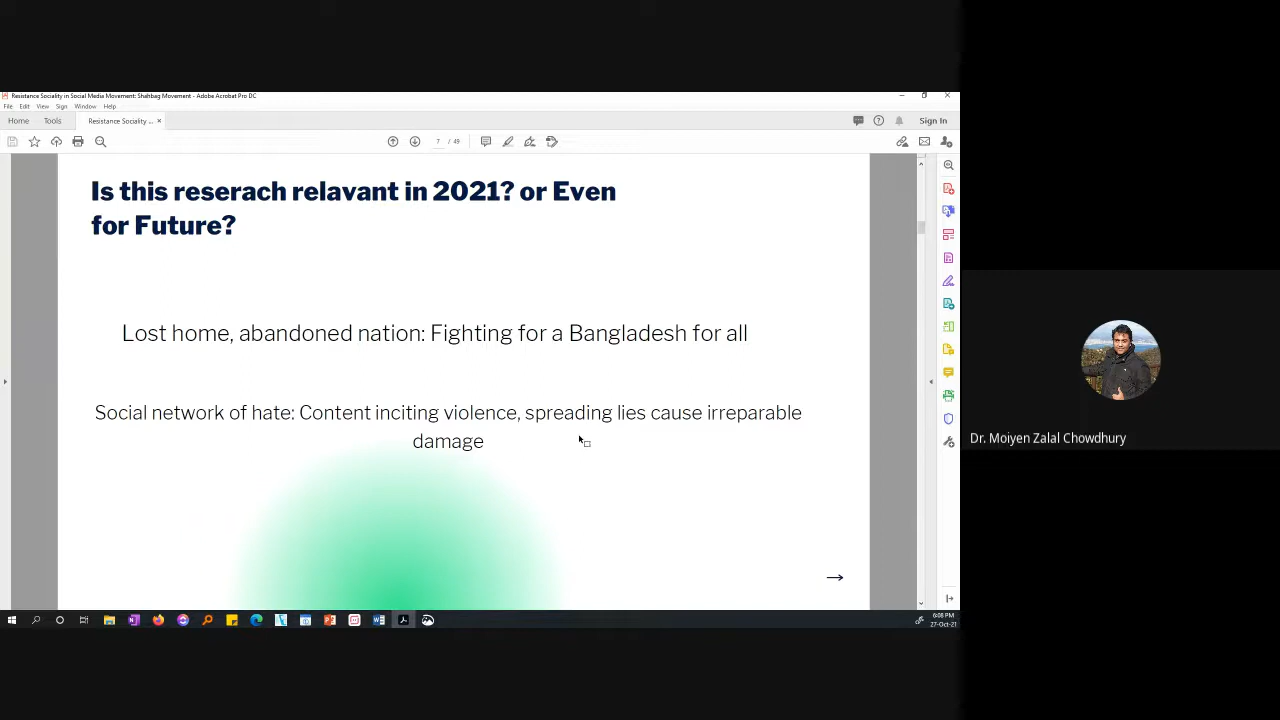 Resistance Sociality in Social Media Movement: Shahbag Movement - Adobe Acrobat Pro DC
File Edit View Sign Window Help
Home Tools Resistance Sociality ... × Sign In
7 / 49
Is this reserach relavant in 2021? or Even
for Future?
Lost home, abandoned nation: Fighting for a Bangladesh for all
Social network of hate: Content inciting violence, spreading lies cause irreparable
damage
Dr. Moiyen Zalal Chowdhury
6:08 PM
27-Oct-21